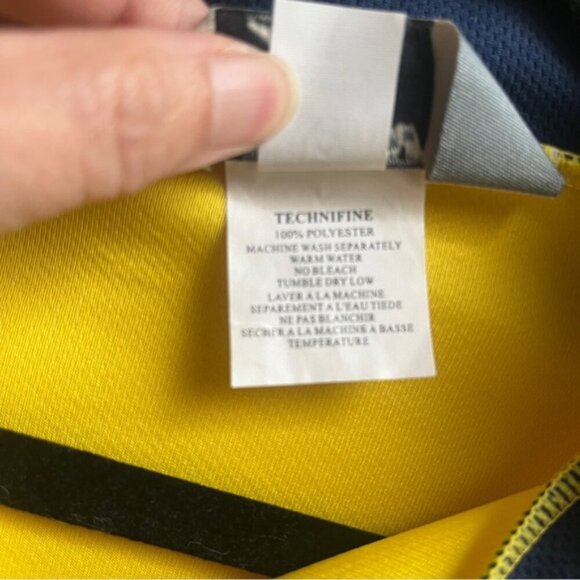 TECHNIFINE
100% POLYESTER
MACHINE WASH SEPARATELY
WARM WATER
NO BLEACH
TUMBLE DRY LOW
LAVER A LA MACHINE
SEPAREMENT A L'EAU TIEDE
NE PAS BLANCHIR
SECHER A LA MACHINE A BASSE
TEMPERATURE